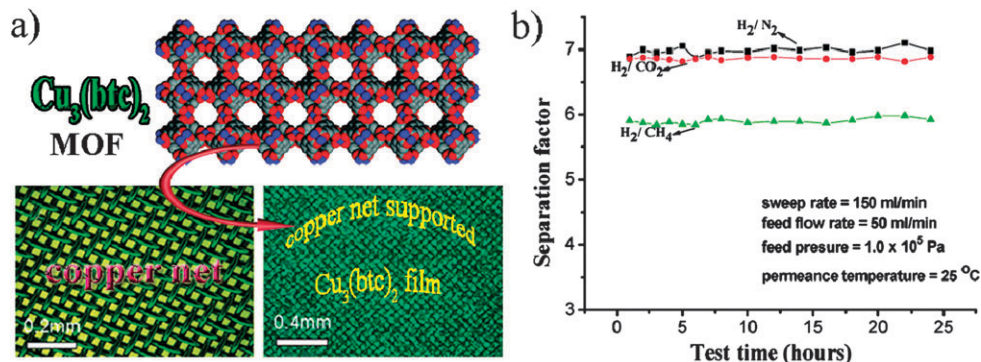 a)
Cu3(btc)2
MOF
copper net
0.2mm
copper net supported
Cu3(btc)2 film
0.4mm
b)
Separation factor
7
6
5
4
3
H2/ N2
H2/ CO2
H2/ CH4
sweep rate = 150 ml/min
feed flow rate = 50 ml/min
feed presure = 1.0 x 10^5 Pa
permeance temperature = 25 °C
0 5 10 15 20 25
Test time (hours)